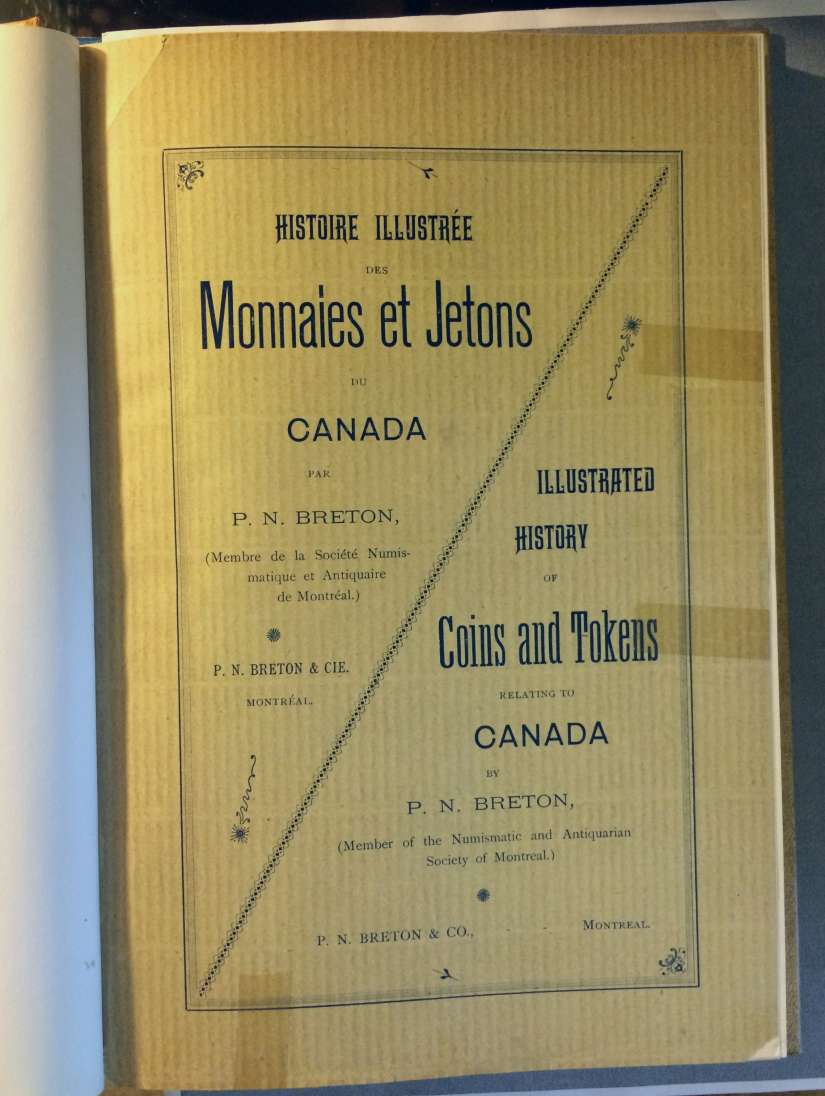 HISTOIRE ILLUSTRÉE
DES
Monnaies et Jetons
DU
CANADA
PAR
P. N. BRETON,
(Membre de la Société Numis-
matique et Antiquaire
de Montréal.)
P. N. BRETON & CIE.
MONTRÉAL.
ILLUSTRATED
HISTORY
OF
Coins and Tokens
RELATING TO
CANADA
BY
P. N. BRETON,
(Member of the Numismatic and Antiquarian
Society of Montreal.)
P. N. BRETON & CO., - - MONTREAL.